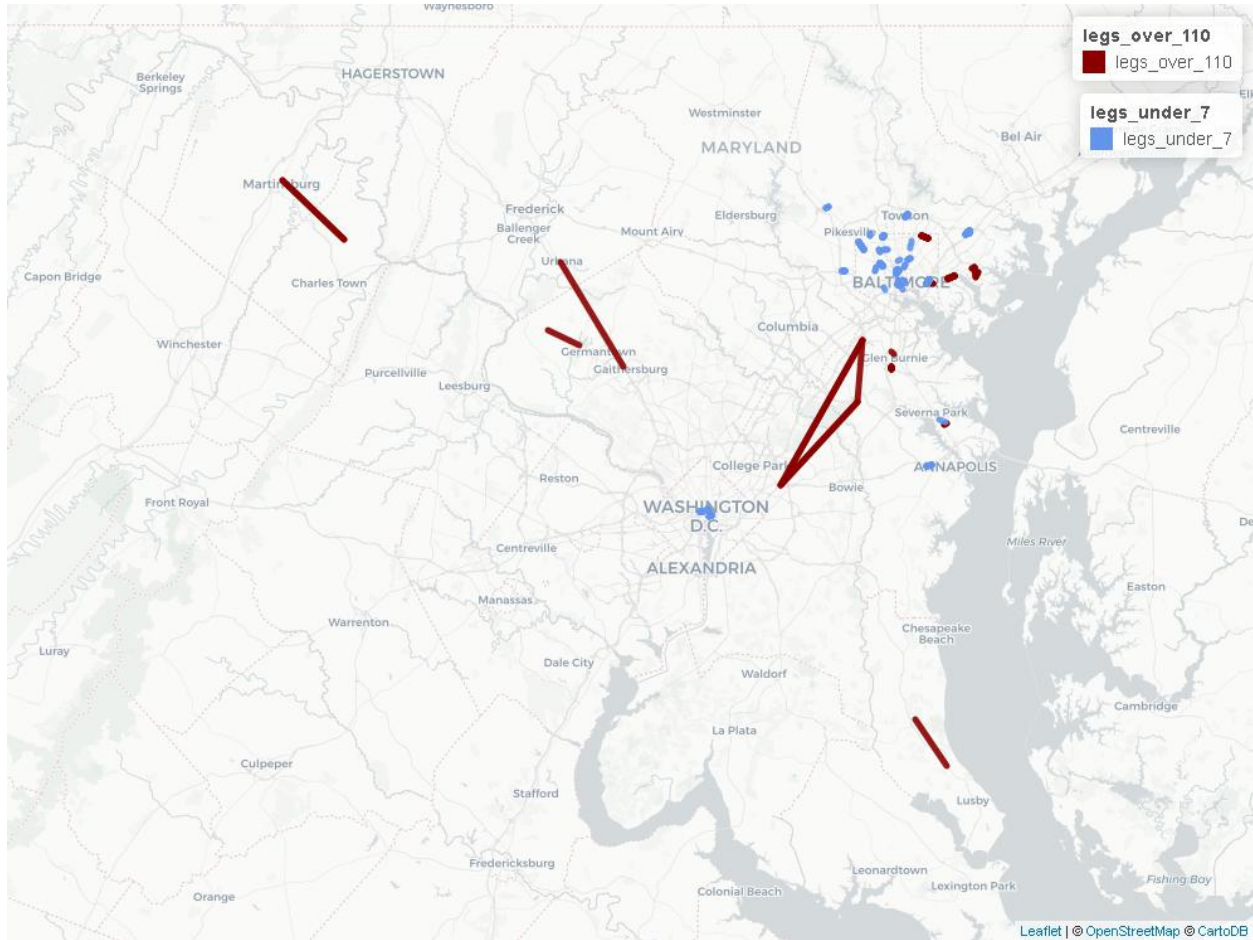 Waynesboro
legs_over_110
legs_over_110
Berkeley
Springs
HAGERSTOWN
legs_under_7
legs_under_7
Westminster
Bel Air
MARYLAND
Martinsburg
Frederick
Ballenger
Creek
Eldersburg
Towson
Mount Airy
Pikesville
Urbana
Capon Bridge
Charles Town
BALTIMORE
Columbia
Winchester
Germantown
Glen Burnie
Gaithersburg
Purcellville
Leesburg
Severna Park
Centreville
College Park
ANNAPOLIS
Reston
Bowie
Front Royal
WASHINGTON
D.C.
Miles River
Centreville
ALEXANDRIA
Easton
Manassas
Warrenton
Chesapeake
Beach
Luray
Dale City
Waldorf
Cambridge
La Plata
Culpeper
Stafford
Lusby
Fredericksburg
Leonardtown
Fishing Bay
Lexington Park
Colonial Beach
Orange
Leaflet | © OpenStreetMap © CartoDB